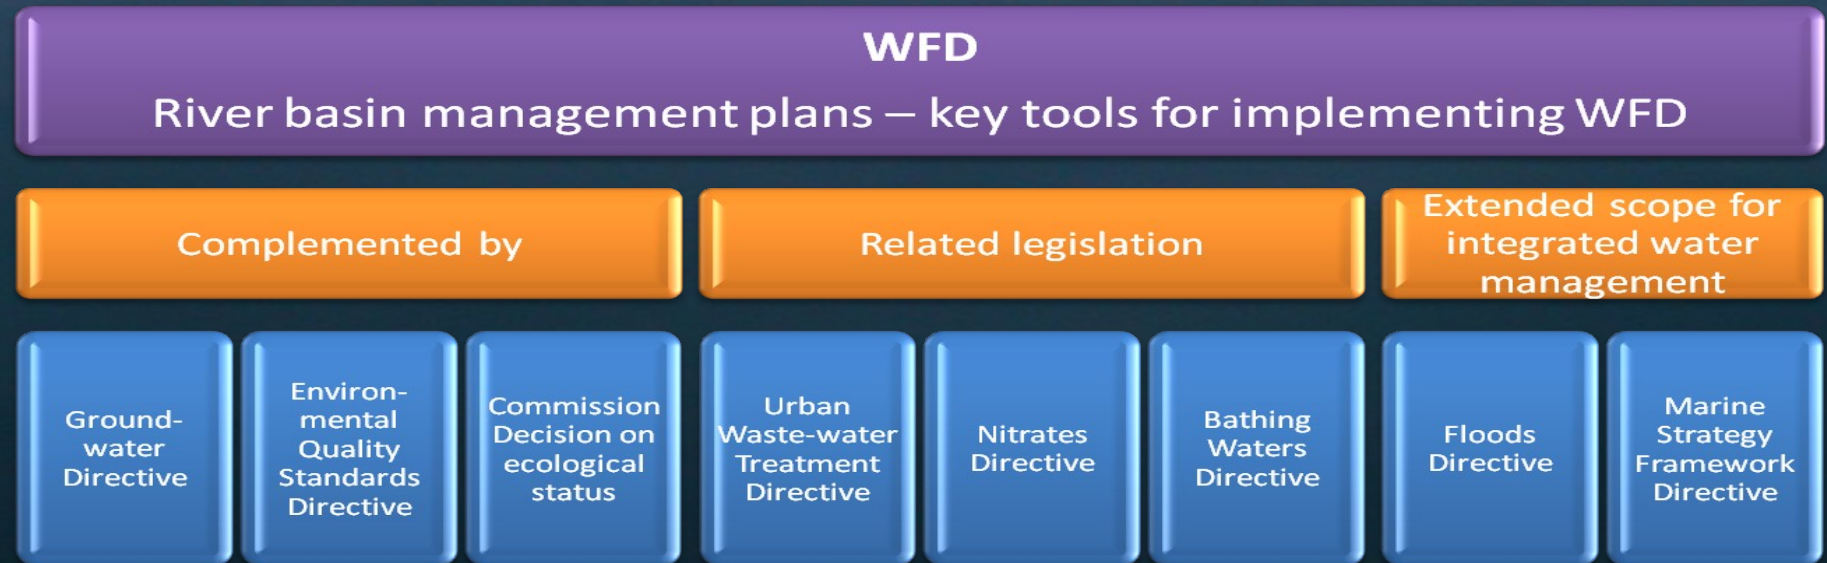 WFD
River basin management plans – key tools for implementing WFD
Complemented by
Related legislation
Extended scope for
integrated water
management
Ground-
water
Directive
Environ-
mental
Quality
Standards
Directive
Commission
Decision on
ecological
status
Urban
Waste-water
Treatment
Directive
Nitrates
Directive
Bathing
Waters
Directive
Floods
Directive
Marine
Strategy
Framework
Directive